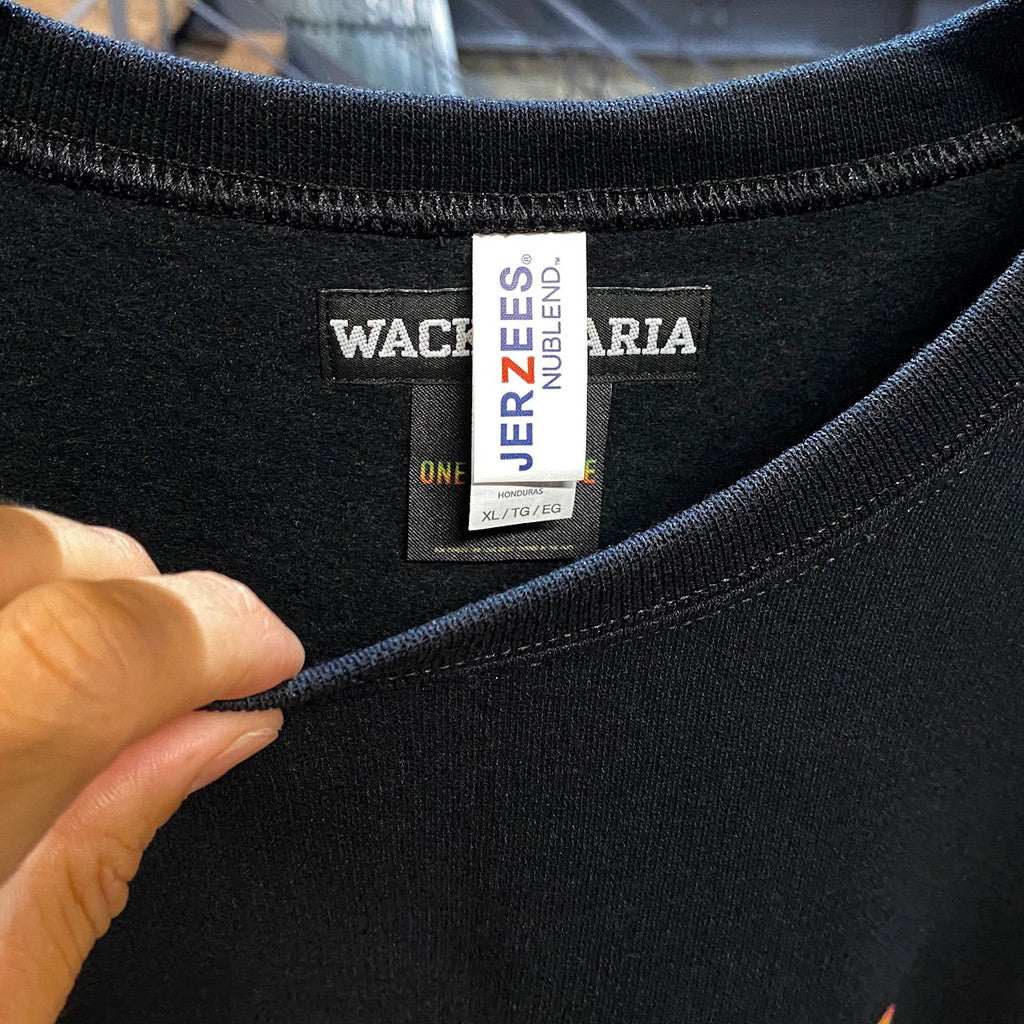 WACK ARIA
JERZEES®
NUBLEND™
ONE E
HONDURAS
XL / TG / EG